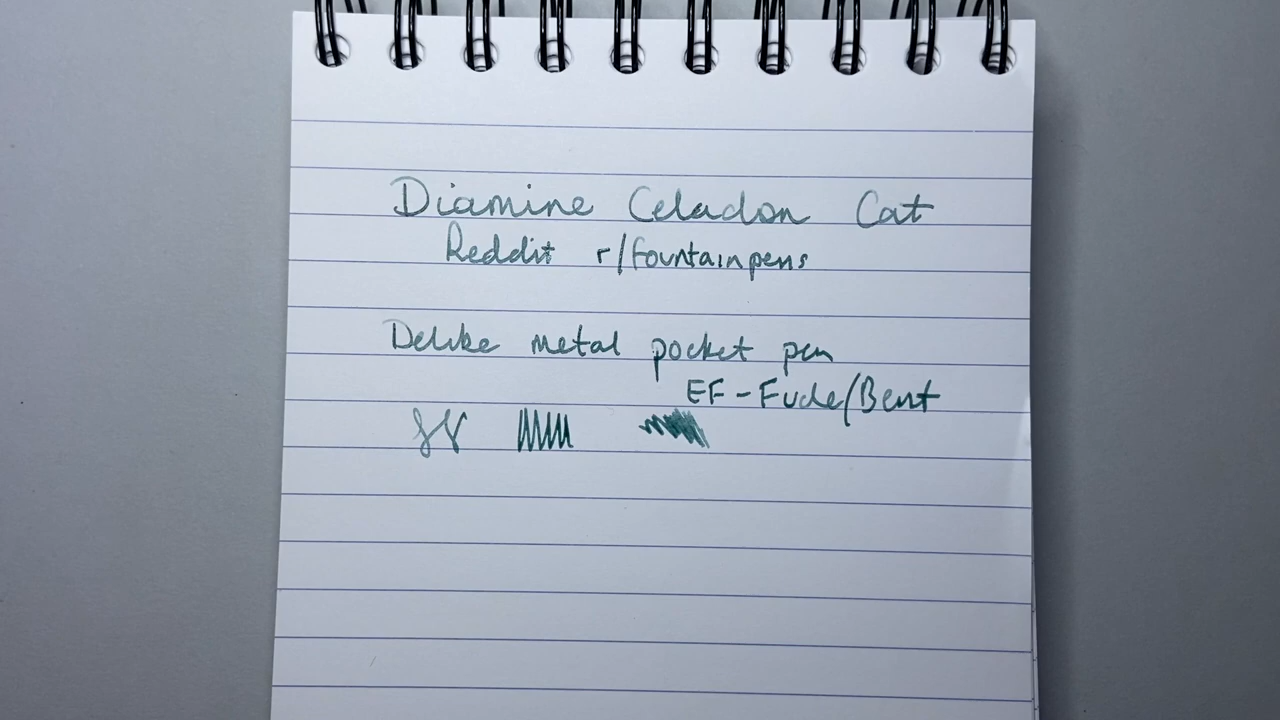 Diamine Celadon Cat
Reddit r/fountainpens
Delike metal pocket pen
EF - Fude/Bent